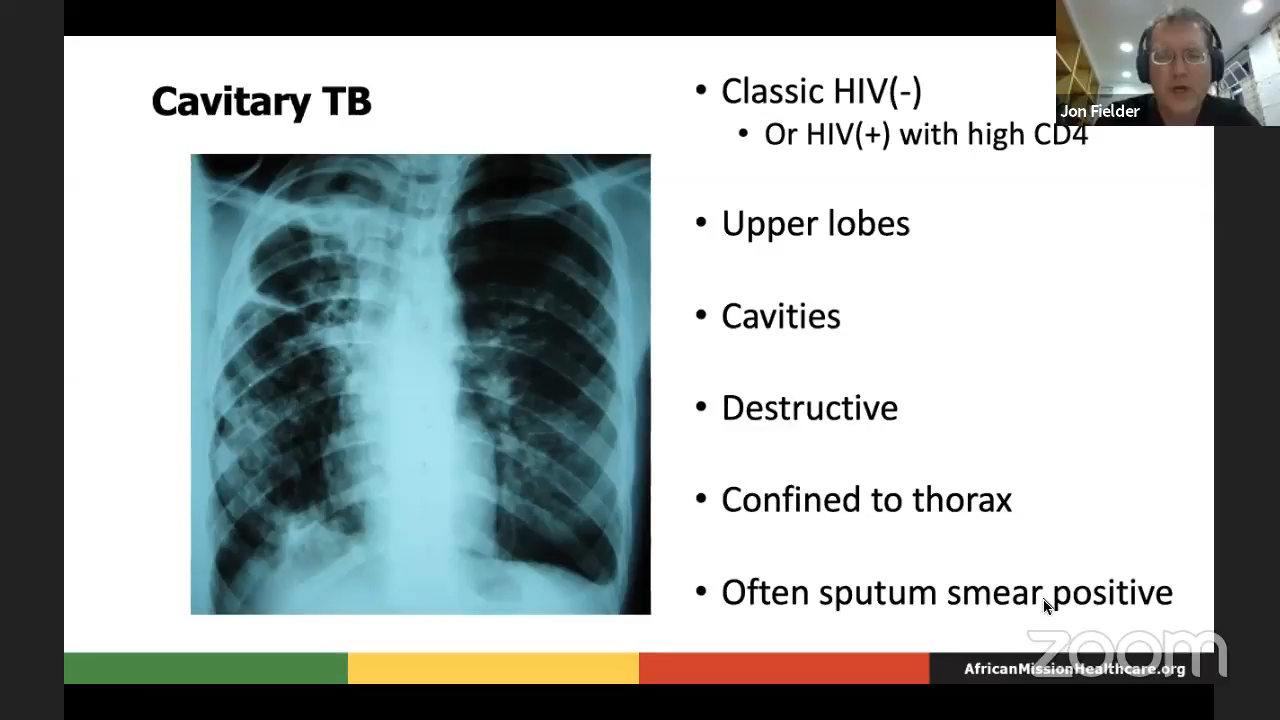 Cavitary TB
• Classic HIV(-)
• Or HIV(+) with high CD4
• Upper lobes
• Cavities
• Destructive
• Confined to thorax
• Often sputum smear positive
Jon Fielder
AfricanMissionHealthcare.org
zoom